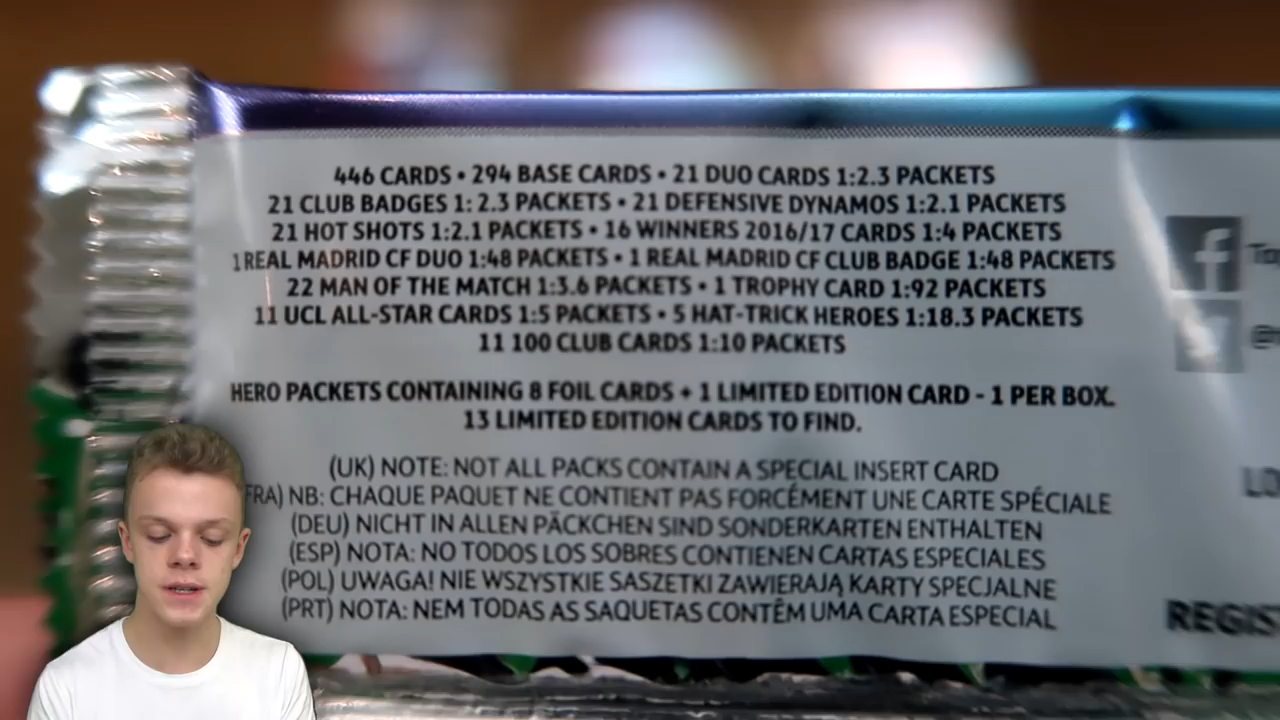 446 CARDS • 294 BASE CARDS • 21 DUO CARDS 1:2.3 PACKETS
21 CLUB BADGES 1: 2.3 PACKETS • 21 DEFENSIVE DYNAMOS 1:2.1 PACKETS
21 HOT SHOTS 1:2.1 PACKETS • 16 WINNERS 2016/17 CARDS 1:4 PACKETS
1 REAL MADRID CF DUO 1:48 PACKETS • 1 REAL MADRID CF CLUB BADGE 1:48 PACKETS
22 MAN OF THE MATCH 1:3.6 PACKETS • 1 TROPHY CARD 1:92 PACKETS
11 UCL ALL-STAR CARDS 1:5 PACKETS • 5 HAT-TRICK HEROES 1:18.3 PACKETS
11 100 CLUB CARDS 1:10 PACKETS
HERO PACKETS CONTAINING 8 FOIL CARDS + 1 LIMITED EDITION CARD - 1 PER BOX.
13 LIMITED EDITION CARDS TO FIND.
(UK) NOTE: NOT ALL PACKS CONTAIN A SPECIAL INSERT CARD
FRA) NB: CHAQUE PAQUET NE CONTIENT PAS FORCÉMENT UNE CARTE SPÉCIALE
(DEU) NICHT IN ALLEN PÄCKCHEN SIND SONDERKARTEN ENTHALTEN
(ESP) NOTA: NO TODOS LOS SOBRES CONTIENEN CARTAS ESPECIALES
(POL) UWAGA! NIE WSZYSTKIE SASZETKI ZAWIERAJĄ KARTY SPECJALNE
(PRT) NOTA: NEM TODAS AS SAQUETAS CONTÊM UMA CARTA ESPECIAL
f To
LO
REGIST